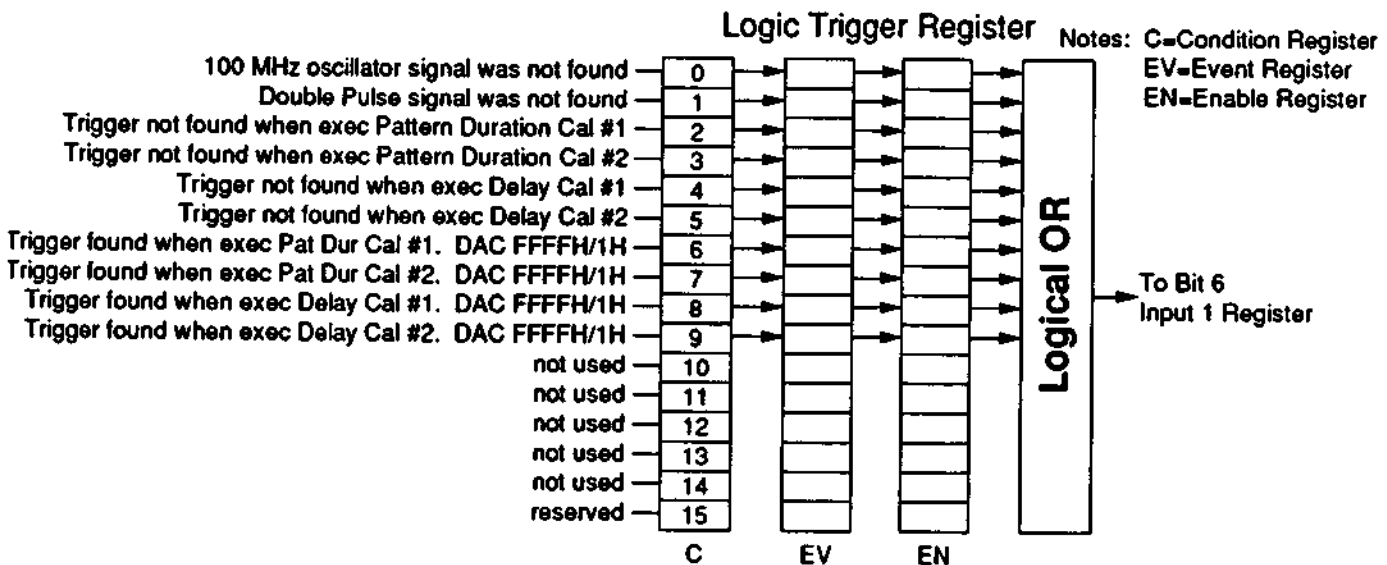 Logic Trigger Register
Notes: C=Condition Register
EV=Event Register
EN=Enable Register
100 MHz oscillator signal was not found 0
Double Pulse signal was not found 1
Trigger not found when exec Pattern Duration Cal #1 2
Trigger not found when exec Pattern Duration Cal #2 3
Trigger not found when exec Delay Cal #1 4
Trigger not found when exec Delay Cal #2 5
Trigger found when exec Pat Dur Cal #1. DAC FFFFH/1H 6
Trigger found when exec Pat Dur Cal #2. DAC FFFFH/1H 7
Trigger found when exec Delay Cal #1. DAC FFFFH/1H 8
Trigger found when exec Delay Cal #2. DAC FFFFH/1H 9
not used 10
not used 11
not used 12
not used 13
not used 14
reserved 15
C EV EN
Logical OR
To Bit 6
Input 1 Register